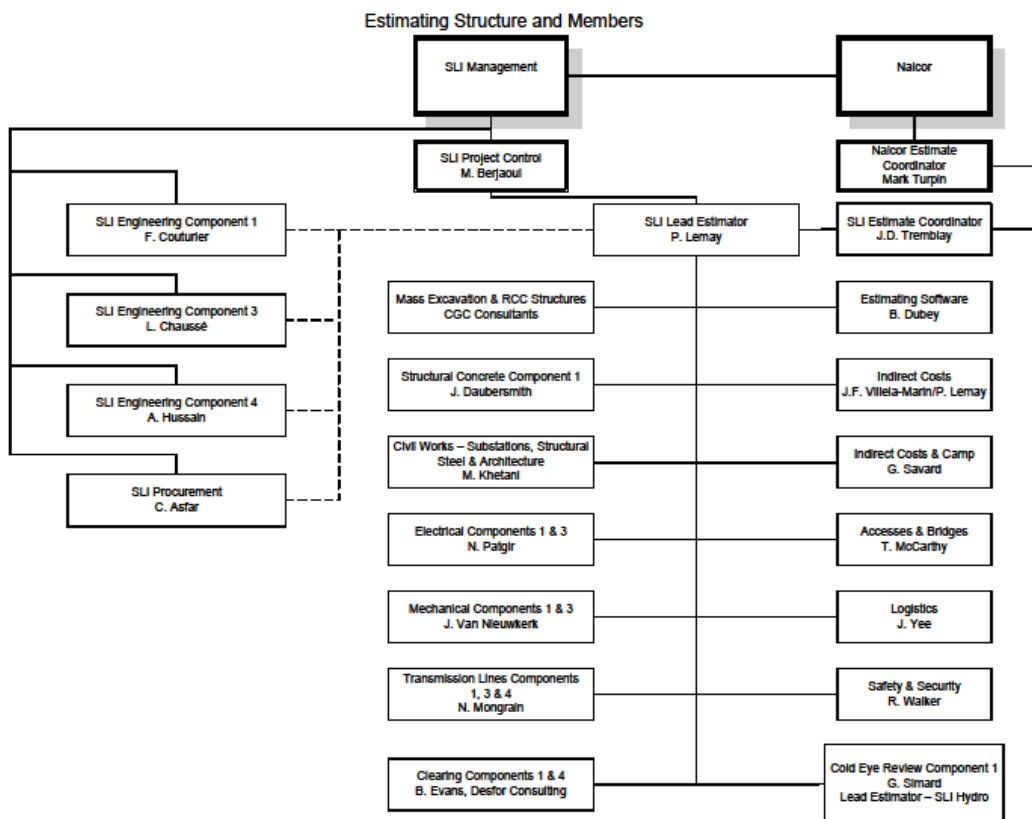 Estimating Structure and Members
SLI Management
Nalcor
SLI Project Control
M. Berjaoui
Nalcor Estimate
Coordinator
Mark Turpin
SLI Engineering Component 1
F. Couturier
SLI Lead Estimator
P. Lemay
SLI Estimate Coordinator
J.D. Tremblay
SLI Engineering Component 3
L. Chaussé
Mass Excavation & RCC Structures
CGC Consultants
Estimating Software
B. Dubey
SLI Engineering Component 4
A. Hussain
Structural Concrete Component 1
J. Daubersmith
Indirect Costs
J.F. Villela-Marin/P. Lemay
SLI Procurement
C. Asfar
Civil Works – Substations, Structural
Steel & Architecture
M. Khetani
Indirect Costs & Camp
G. Savard
Electrical Components 1 & 3
N. Patgir
Accesses & Bridges
T. McCarthy
Mechanical Components 1 & 3
J. Van Nieuwkerk
Logistics
J. Yee
Transmission Lines Components
1, 3 & 4
N. Mongrain
Safety & Security
R. Walker
Clearing Components 1 & 4
B. Evans, Desfor Consulting
Cold Eye Review Component 1
G. Simard
Lead Estimator – SLI Hydro